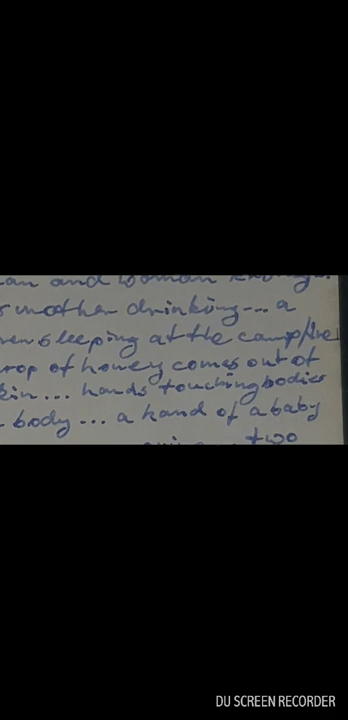 an and woman
mother drinking... a
sleeping at the campfire
rop of honey comes out of
kin... hands touching bodies
body... a hand of a baby
two
DU SCREEN RECORDER